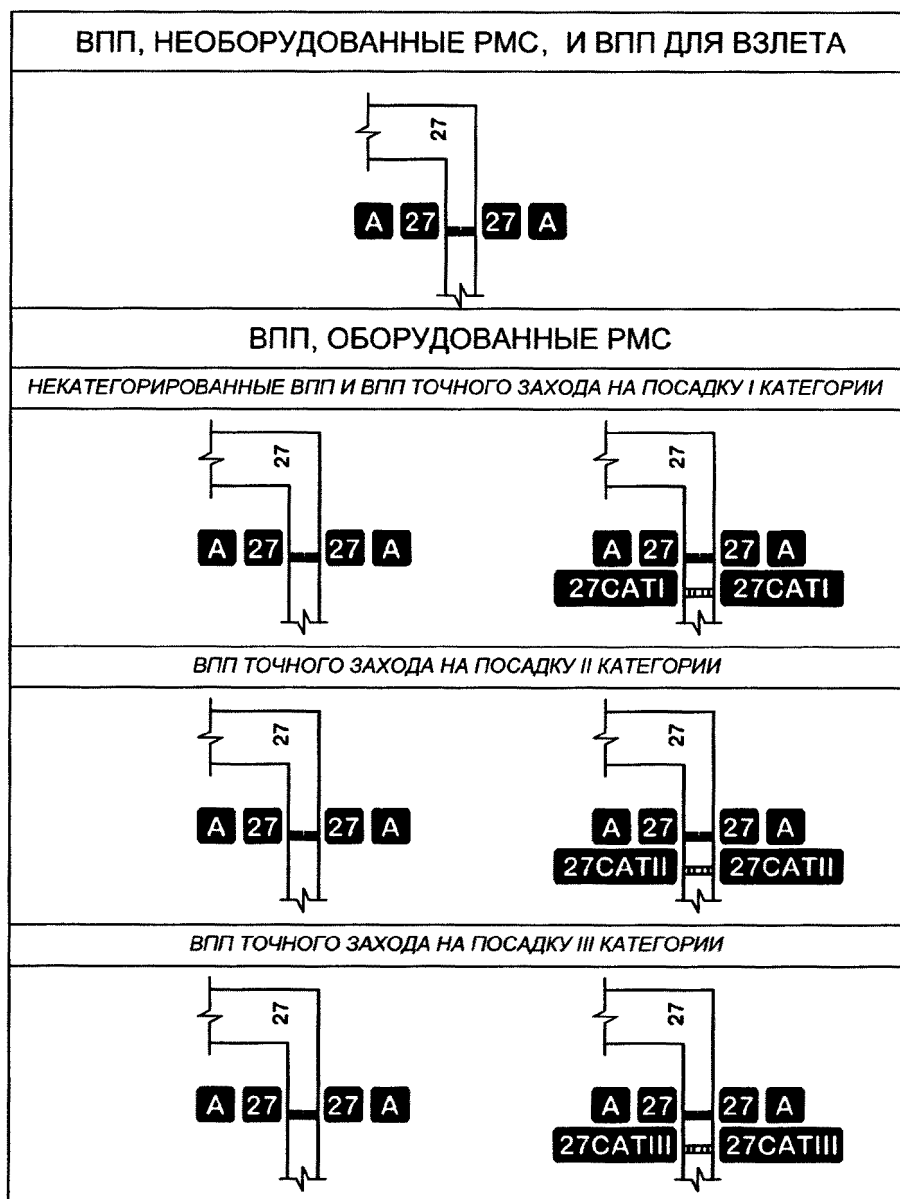 ВПП, НЕОБОРУДОВАННЫЕ РМС, И ВПП ДЛЯ ВЗЛЕТА
27
A 27 27 A
ВПП, ОБОРУДОВАННЫЕ РМС
НЕКАТЕГОРИРОВАННЫЕ ВПП И ВПП ТОЧНОГО ЗАХОДА НА ПОСАДКУ I КАТЕГОРИИ
27 27
A 27 27 A A 27 27 A
27CATI 27CATI
ВПП ТОЧНОГО ЗАХОДА НА ПОСАДКУ II КАТЕГОРИИ
27 27
A 27 27 A A 27 27 A
27CATII 27CATII
ВПП ТОЧНОГО ЗАХОДА НА ПОСАДКУ III КАТЕГОРИИ
27 27
A 27 27 A A 27 27 A
27CATIII 27CATIII